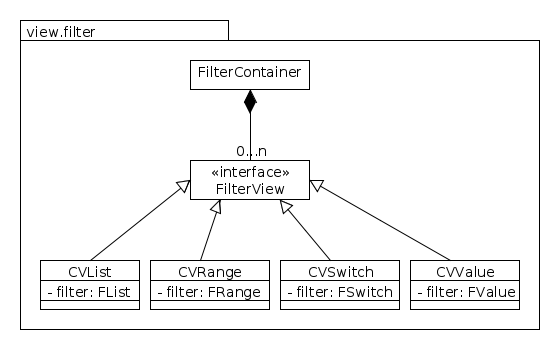 view.filter
FilterContainer
0...n
«interface»
FilterView
CVList
- filter: FList
CVRange
- filter: FRange
CVSwitch
- filter: FSwitch
CVValue
- filter: FValue